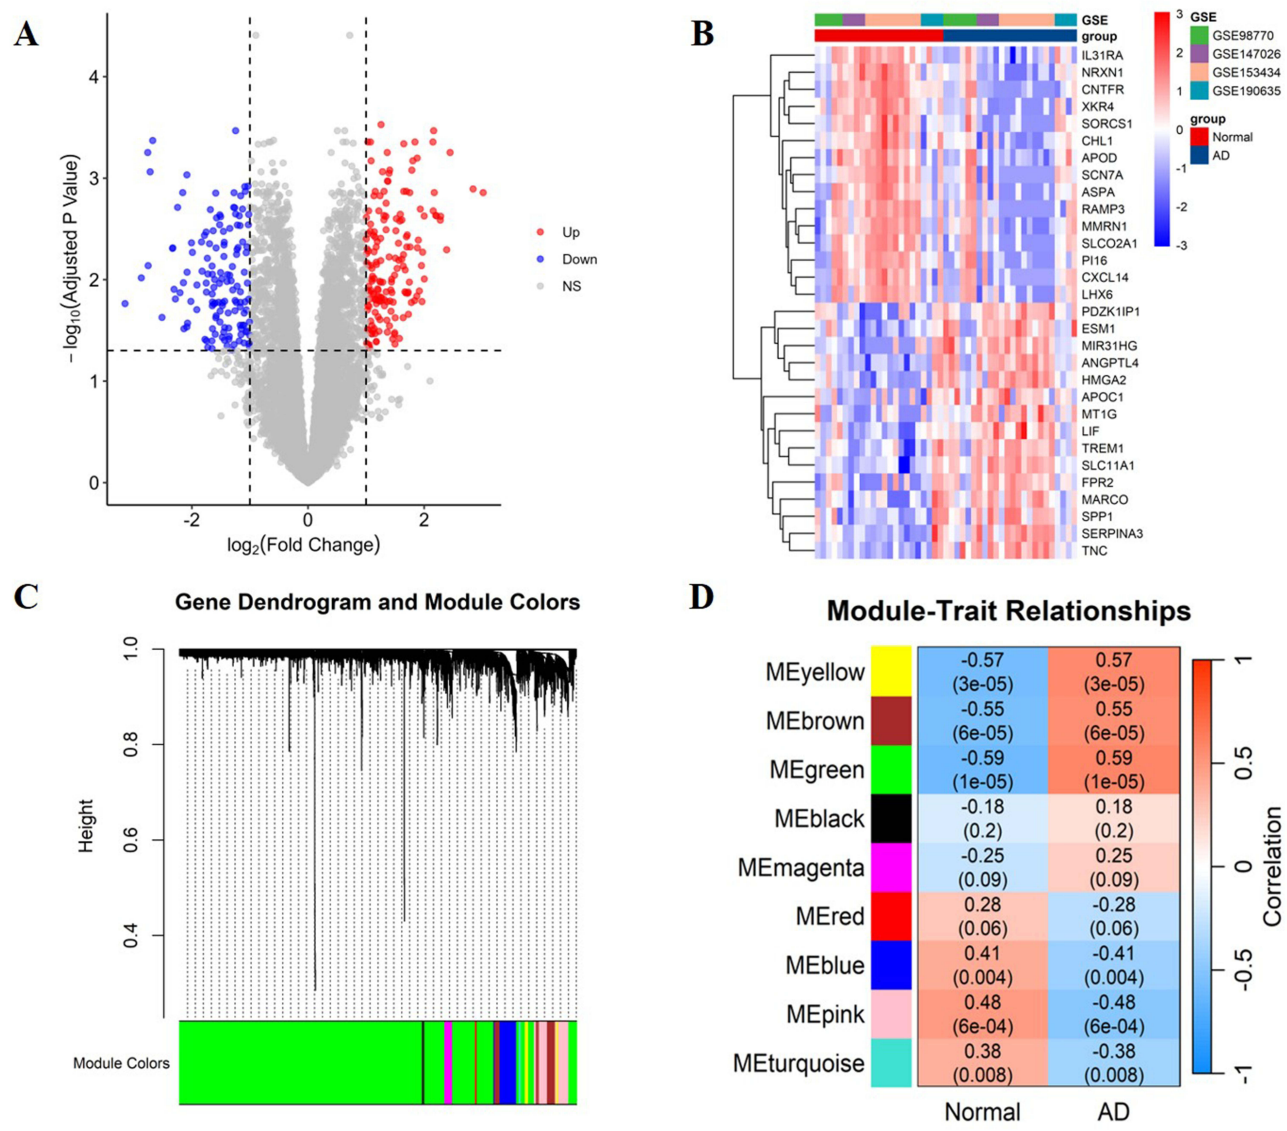 A
4
3
2
1
0
-2
0
2
−log10(Adjusted P Value)
log2(Fold Change)
Up
Down
NS
B
GSE
group
IL31RA
NRXN1
CNTFR
XKR4
SORCS1
CHL1
APOD
SCN7A
ASPA
RAMP3
MMRN1
SLCO2A1
PI16
CXCL14
LHX6
PDZK1IP1
ESM1
MIR31HG
ANGPTL4
HMGA2
APOC1
MT1G
LIF
TREM1
SLC11A1
FPR2
MARCO
SPP1
SERPINA3
TNC
3
2
1
0
-1
-2
-3
GSE
GSE98770
GSE147026
GSE153434
GSE190635
group
Normal
AD
C
Gene Dendrogram and Module Colors
Height
1.0
0.8
0.6
0.4
Module Colors
D
Module-Trait Relationships
MEyellow
-0.57
(3e-05)
0.57
(3e-05)
MEbrown
-0.55
(6e-05)
0.55
(6e-05)
MEgreen
-0.59
(1e-05)
0.59
(1e-05)
MEblack
-0.18
(0.2)
0.18
(0.2)
MEmagenta
-0.25
(0.09)
0.25
(0.09)
MEred
0.28
(0.06)
-0.28
(0.06)
MEblue
0.41
(0.004)
-0.41
(0.004)
MEpink
0.48
(6e-04)
-0.48
(6e-04)
MEturquoise
0.38
(0.008)
-0.38
(0.008)
Normal
AD
1
0.5
0
-0.5
-1
Correlation